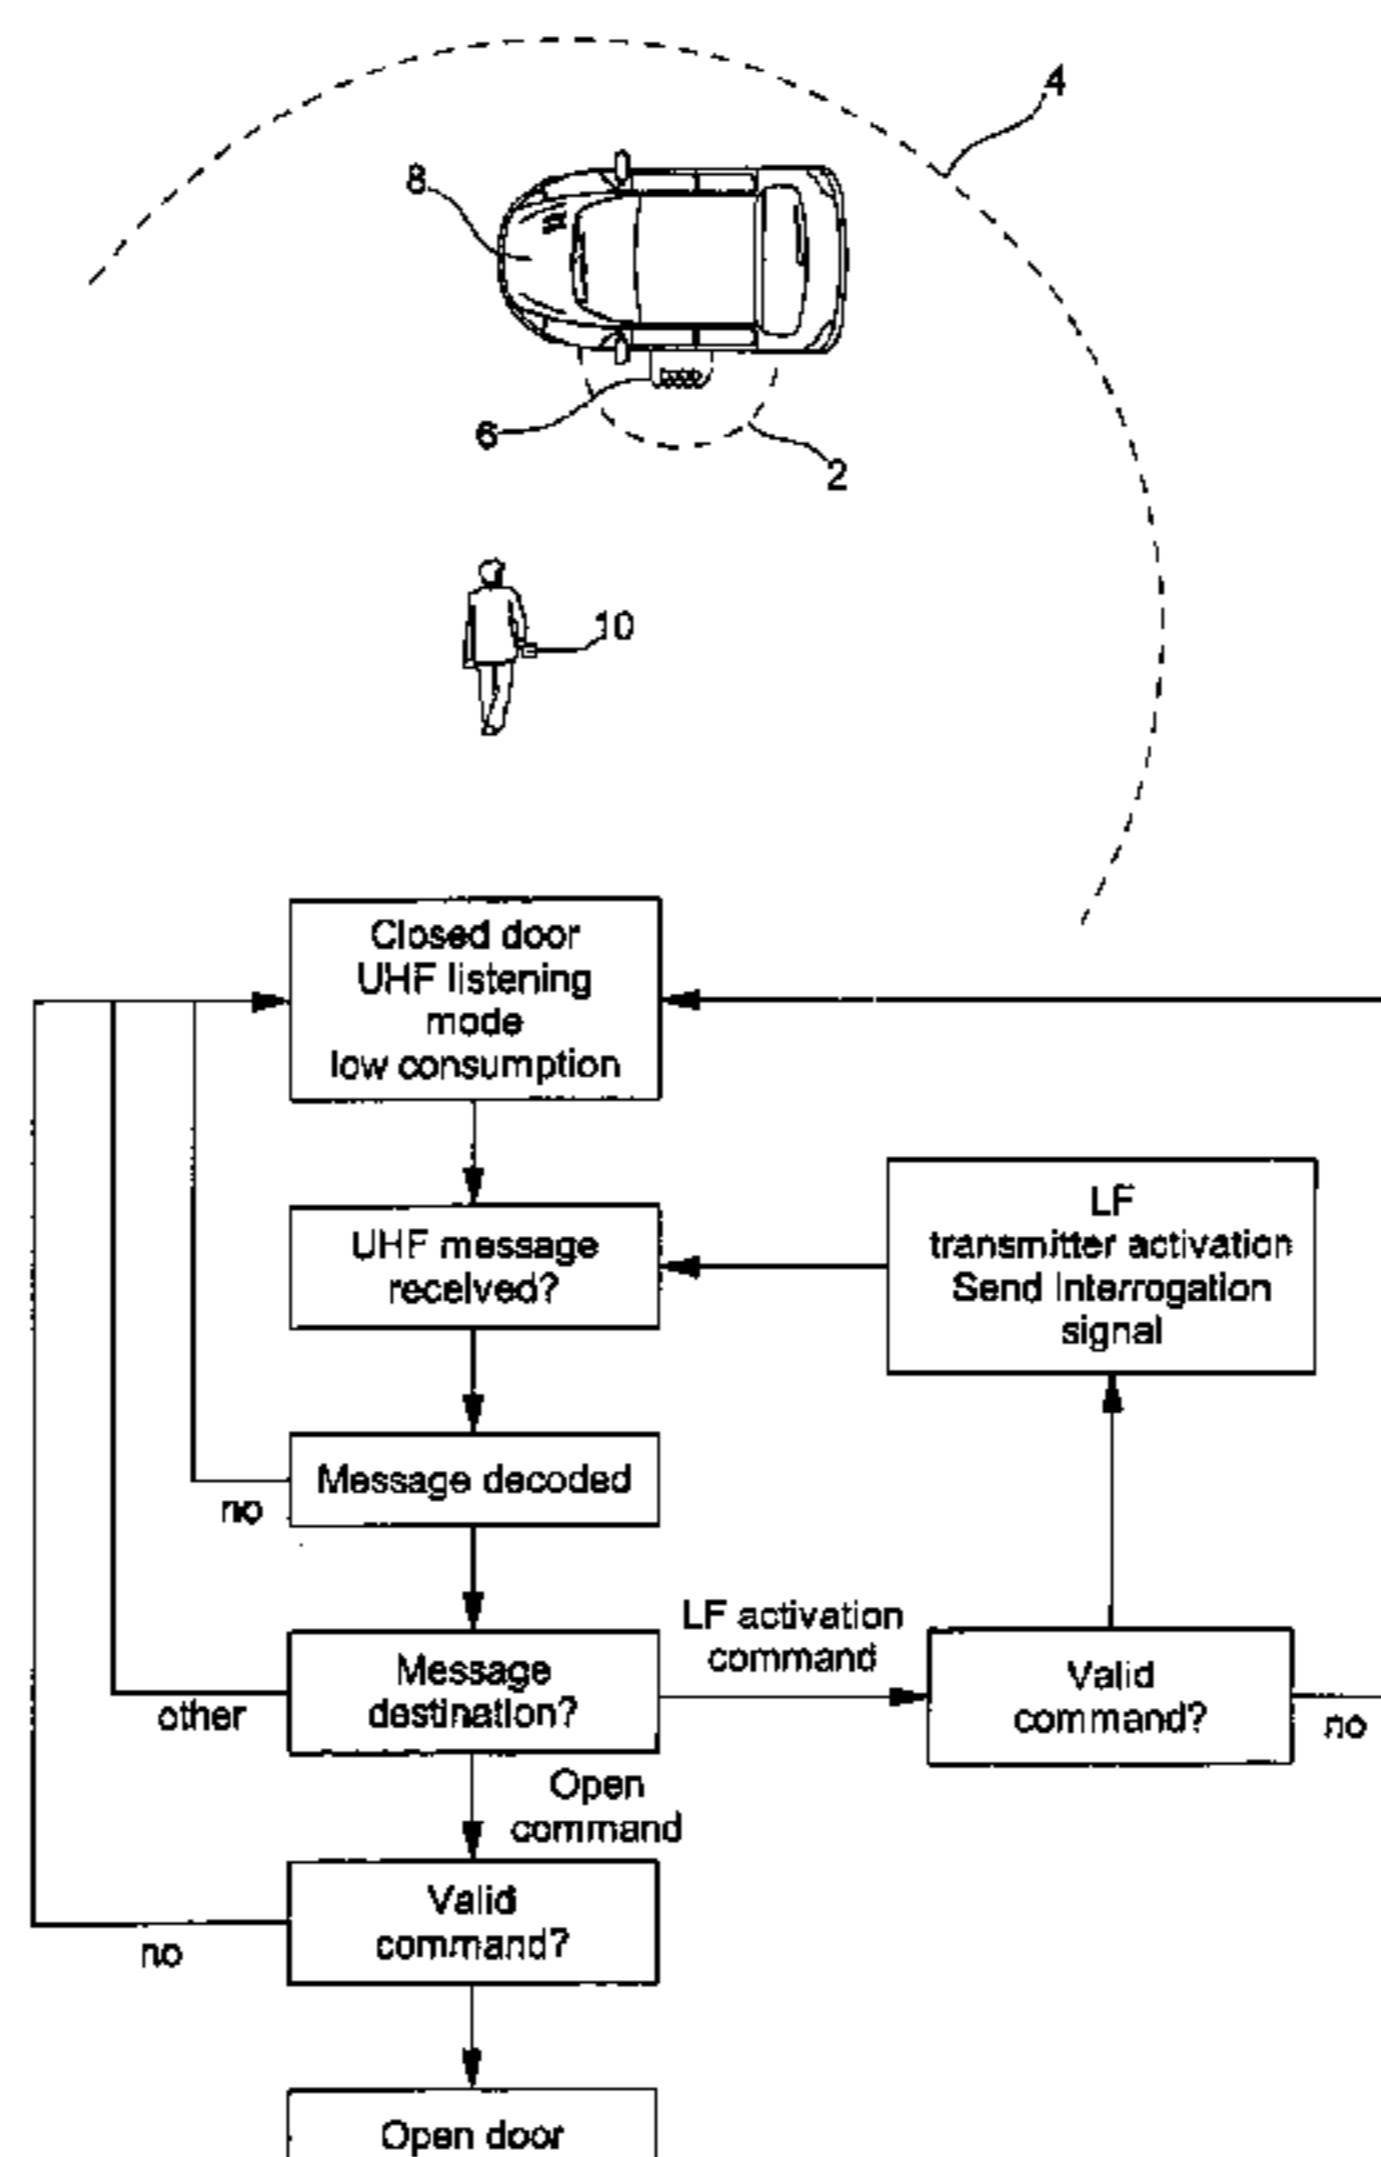 4
8
6
2
10
Closed door
UHF listening
mode
low consumption
UHF message
received?
LF
transmitter activation
Send Interrogation
signal
Message decoded
no
LF activation
command
Message
destination?
other
Valid
command?
no
Open
command
Valid
command?
no
Open door